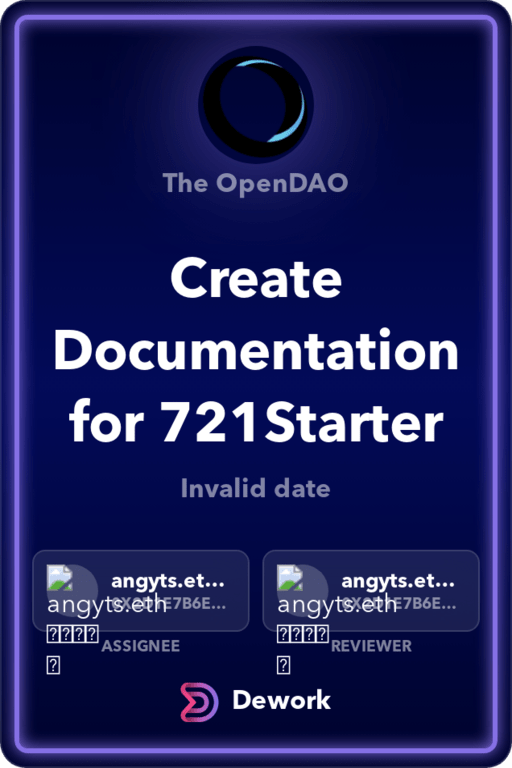 The OpenDAO
Create
Documentation
for 721Starter
Invalid date
angyts.et...
angyts.eth
ASSIGNEE
angyts.et...
angyts.eth
REVIEWER
Dework